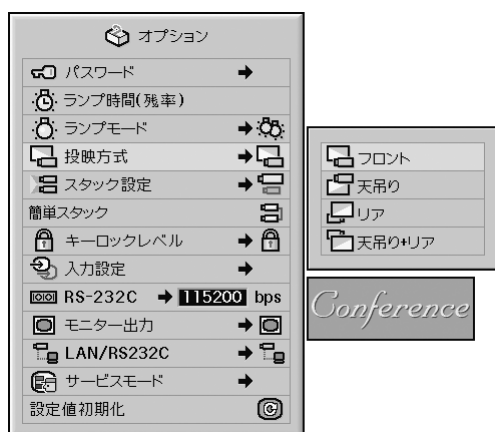 オプション
パスワード
ランプ時間(残率)
ランプモード
投映方式
スタック設定
簡単スタック
キーロックレベル
入力設定
RS-232C 115200 bps
モニター出力
LAN/RS232C
サービスモード
設定値初期化
フロント
天吊り
リア
天吊り+リア
Conference